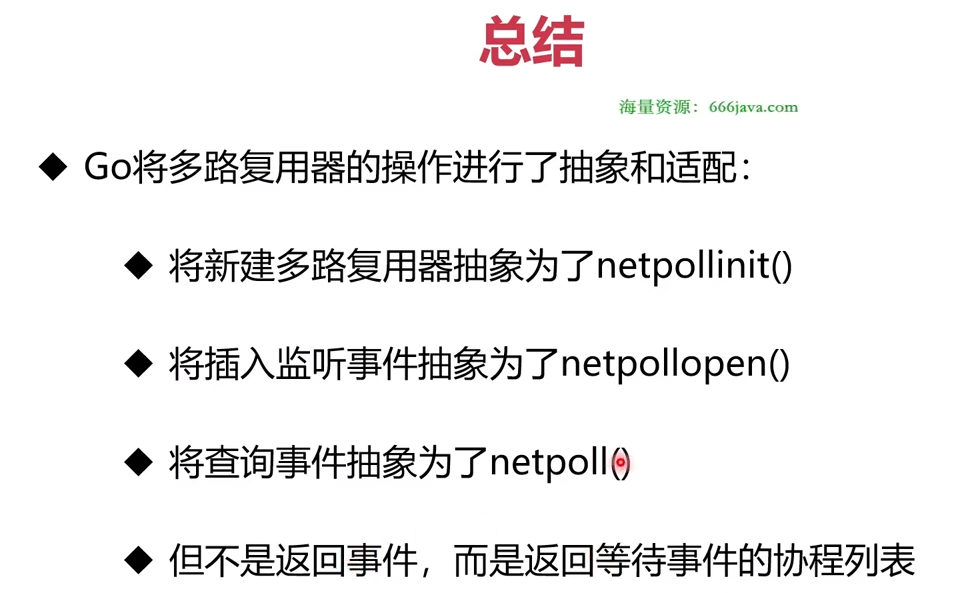 总结
海量资源：666java.com
Go将多路复用器的操作进行了抽象和适配：
将新建多路复用器抽象为了netpollinit()
将插入监听事件抽象为了netpollopen()
将查询事件抽象为了netpoll()
但不是返回事件，而是返回等待事件的协程列表